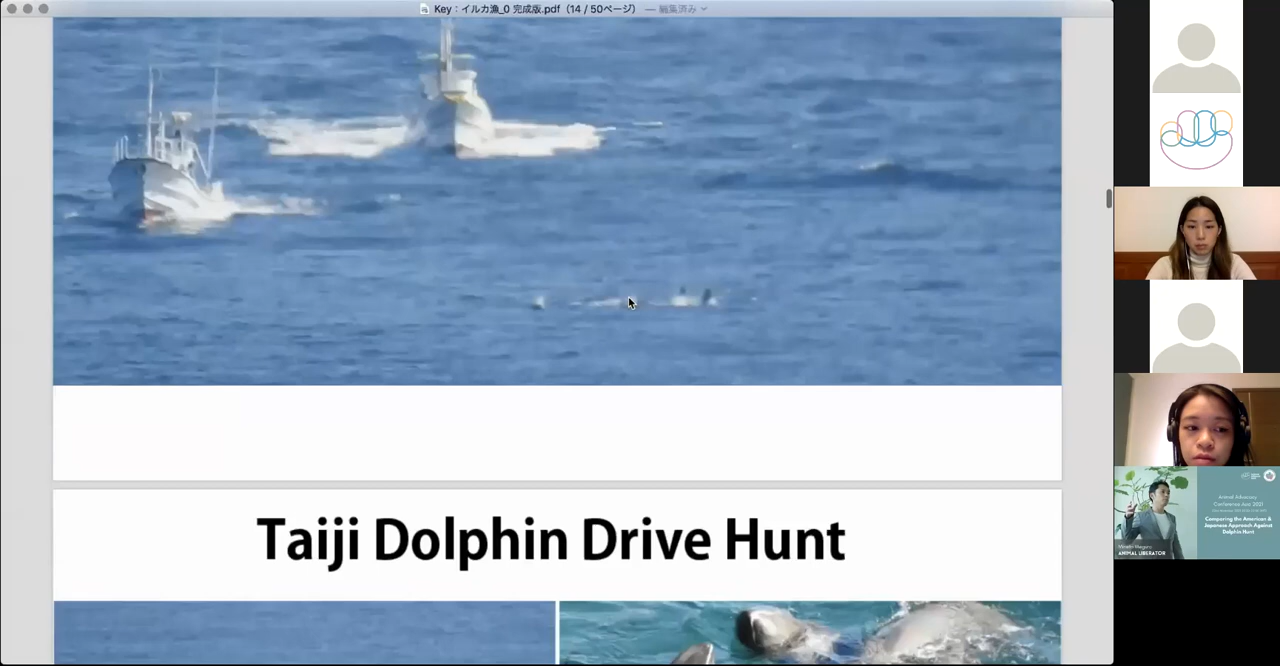 Key：イルカ漁_0 完成版.pdf（14 / 50ページ） — 編集済み
Taiji Dolphin Drive Hunt
Animal Advocacy
Conference Asia 2021
Comparing the American &
Japanese Approach Against
Dolphin Hunt
ANIMAL LIBERATOR